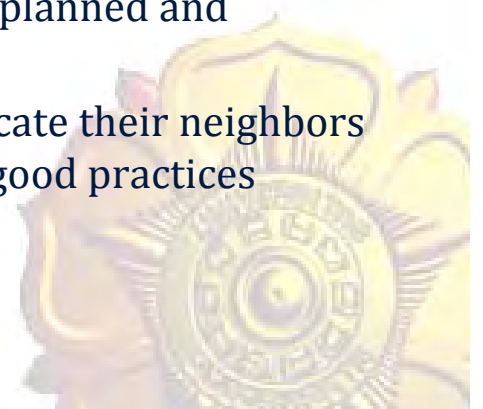 planned and
cate their neighbors
good practices